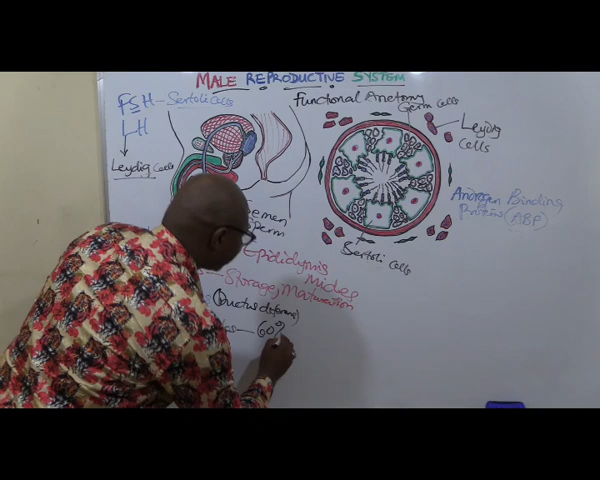 MALE REPRODUCTIVE SYSTEM
FSH - Sertoli Cells
LH
Leydig Cells
Functional Anatomy
Germ Cells
Leydig
Cells
Androgen Binding
Proteins (ABP)
Sertoli Cells
Semen
Sperm
Epididymis
Storage, Maturation
(Ductus deferens)
60%